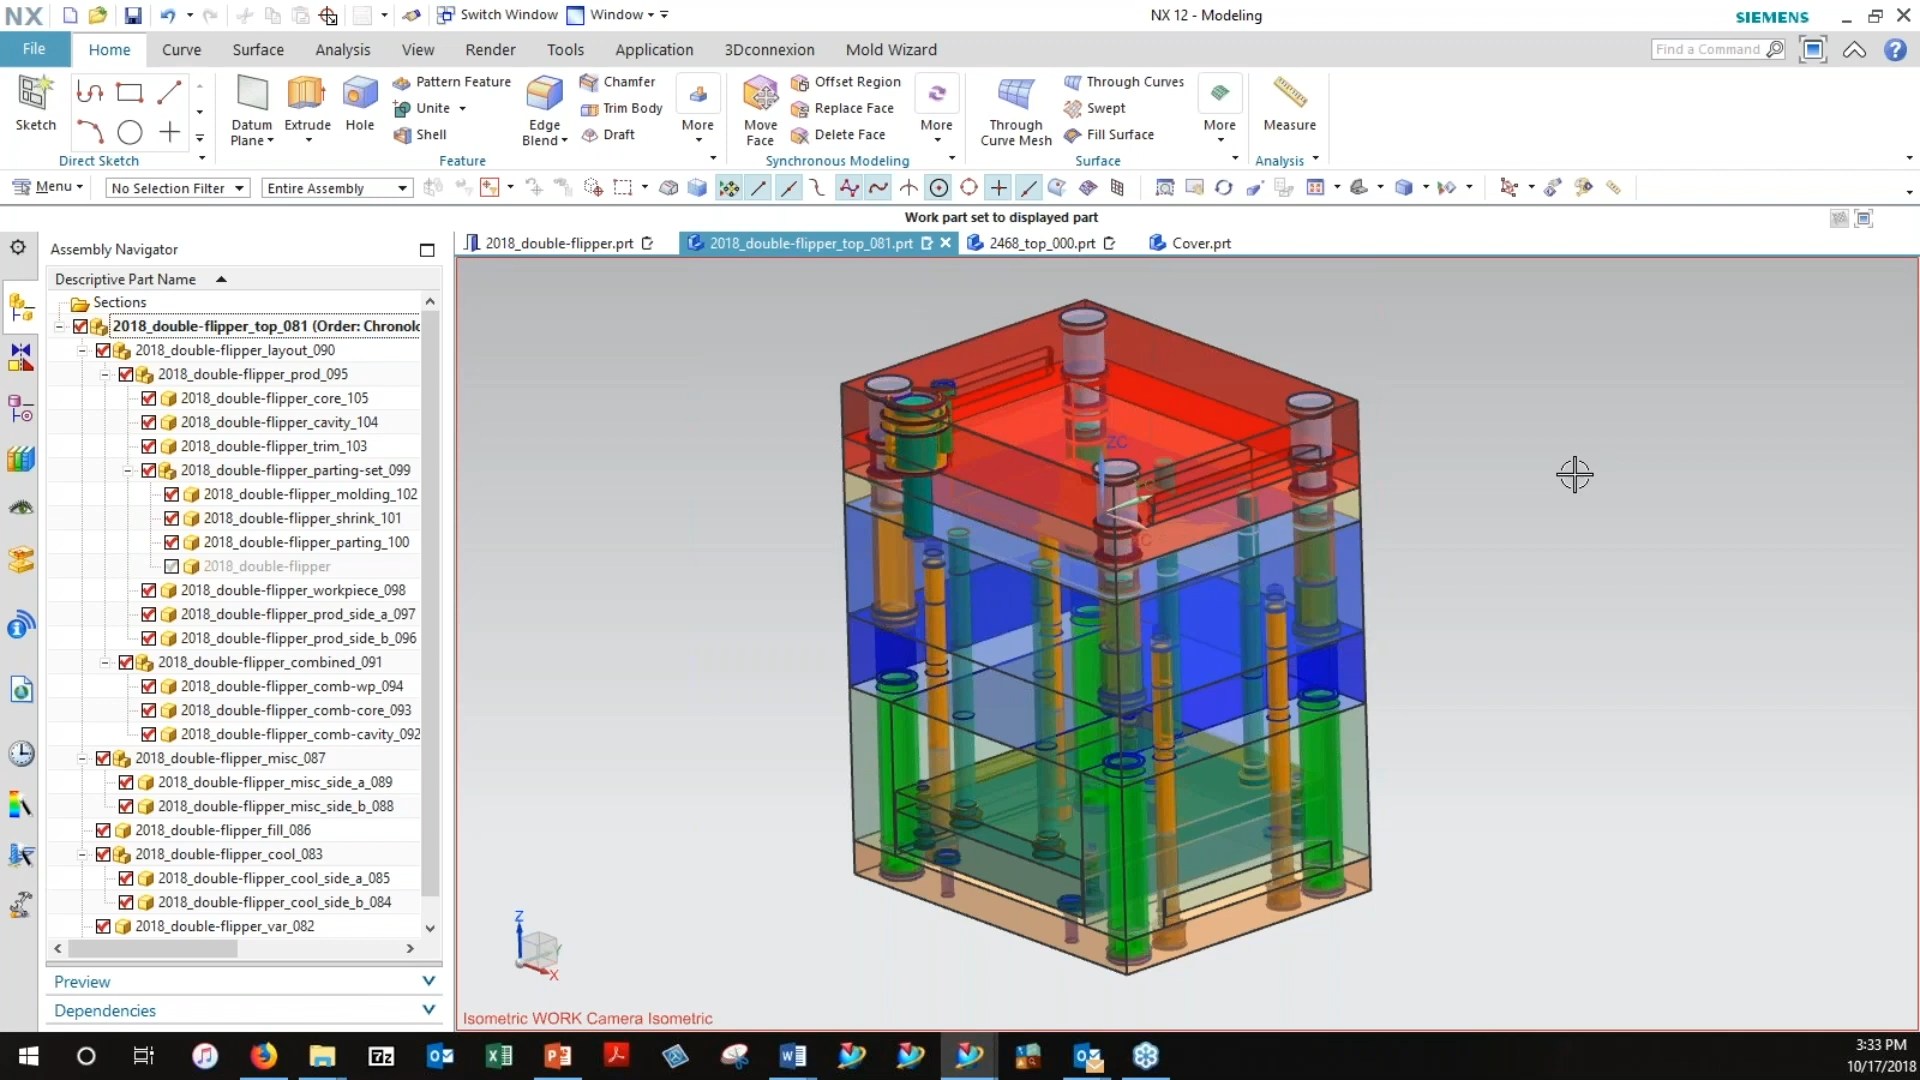 NX
Switch Window
Window
NX 12 - Modeling
SIEMENS
File
Home
Curve
Surface
Analysis
View
Render
Tools
Application
3Dconnexion
Mold Wizard
Find a Command
Sketch
Direct Sketch
Datum Plane
Extrude
Hole
Pattern Feature
Unite
Shell
Edge Blend
Chamfer
Trim Body
Draft
More
Feature
Move Face
Offset Region
Replace Face
Delete Face
More
Synchronous Modeling
Through Curve Mesh
Through Curves
Swept
Fill Surface
More
Surface
Measure
Analysis
Menu
No Selection Filter
Entire Assembly
Work part set to displayed part
Assembly Navigator
2018_double-flipper.prt
2018_double-flipper_top_081.prt
2468_top_000.prt
Cover.prt
Descriptive Part Name
Sections
2018_double-flipper_top_081 (Order: Chronolo
2018_double-flipper_layout_090
2018_double-flipper_prod_095
2018_double-flipper_core_105
2018_double-flipper_cavity_104
2018_double-flipper_trim_103
2018_double-flipper_parting-set_099
2018_double-flipper_molding_102
2018_double-flipper_shrink_101
2018_double-flipper_parting_100
2018_double-flipper
2018_double-flipper_workpiece_098
2018_double-flipper_prod_side_a_097
2018_double-flipper_prod_side_b_096
2018_double-flipper_combined_091
2018_double-flipper_comb-wp_094
2018_double-flipper_comb-core_093
2018_double-flipper_comb-cavity_092
2018_double-flipper_misc_087
2018_double-flipper_misc_side_a_089
2018_double-flipper_misc_side_b_088
2018_double-flipper_fill_086
2018_double-flipper_cool_083
2018_double-flipper_cool_side_a_085
2018_double-flipper_cool_side_b_084
2018_double-flipper_var_082
Preview
Dependencies
ZC
Z
X
Isometric WORK Camera Isometric
7z
3:33 PM
10/17/2018